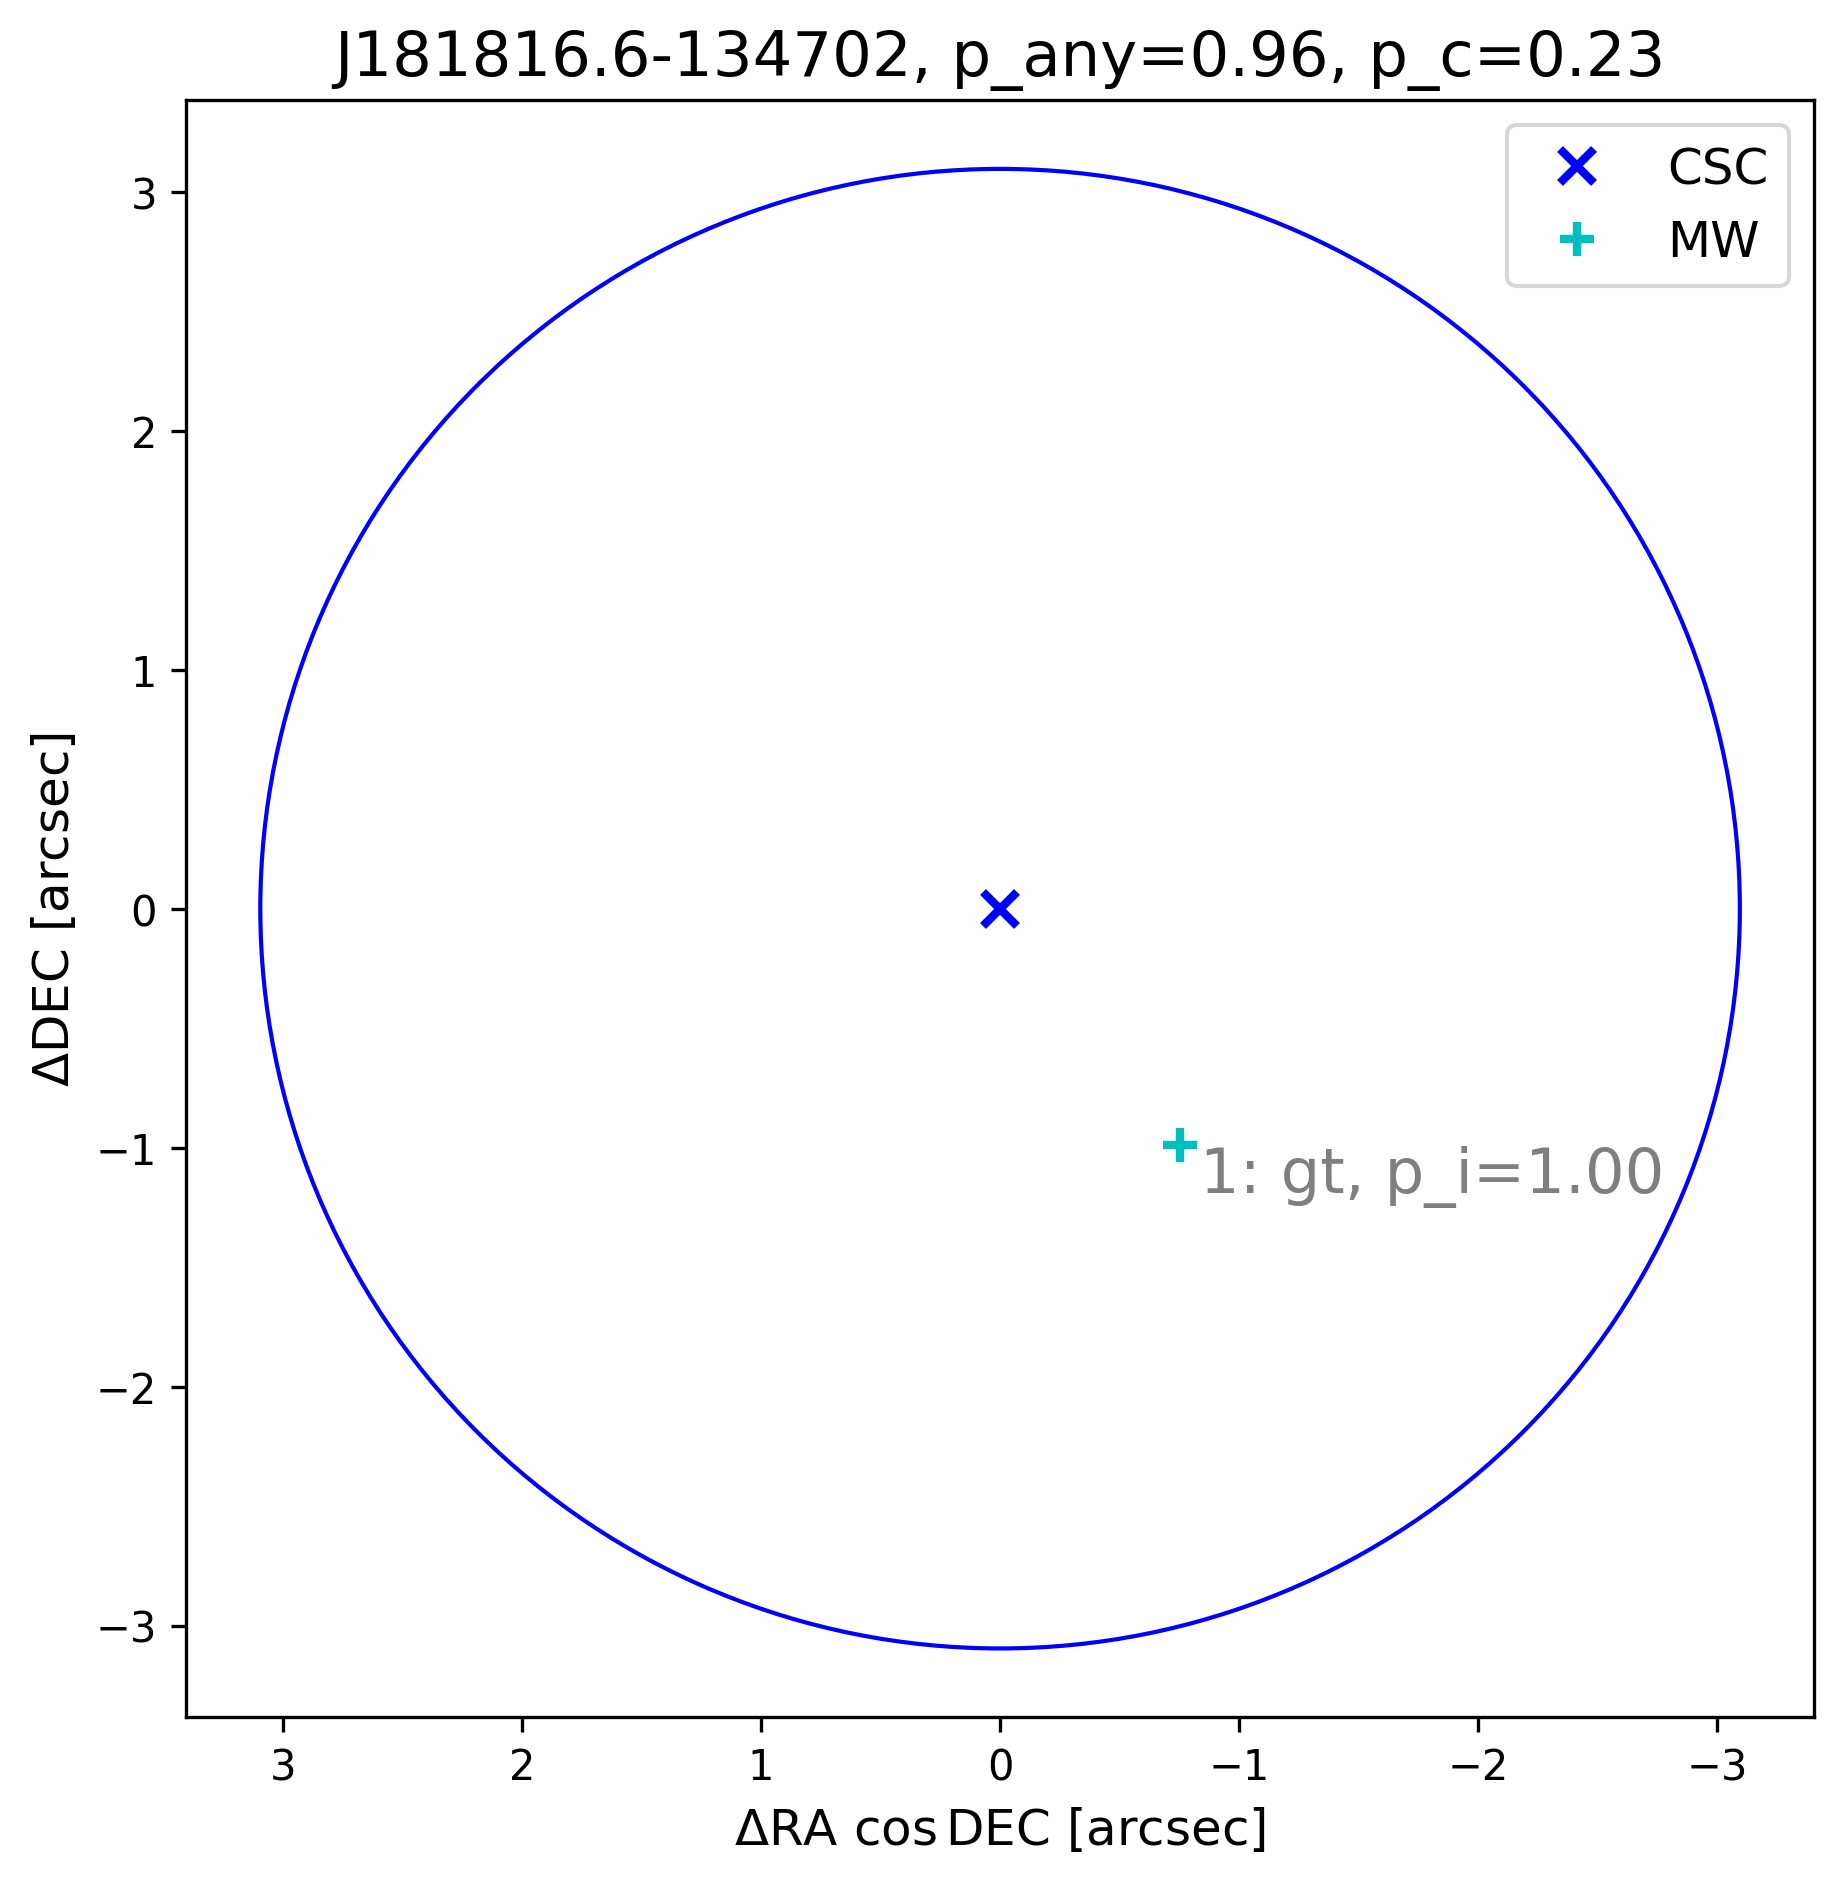 J181816.6-134702, p_any=0.96, p_c=0.23
CSC
MW
3
2
1
0
−1
−2
−3
ΔDEC [arcsec]
1: gt, p_i=1.00
3
2
1
0
−1
−2
−3
ΔRA cos DEC [arcsec]